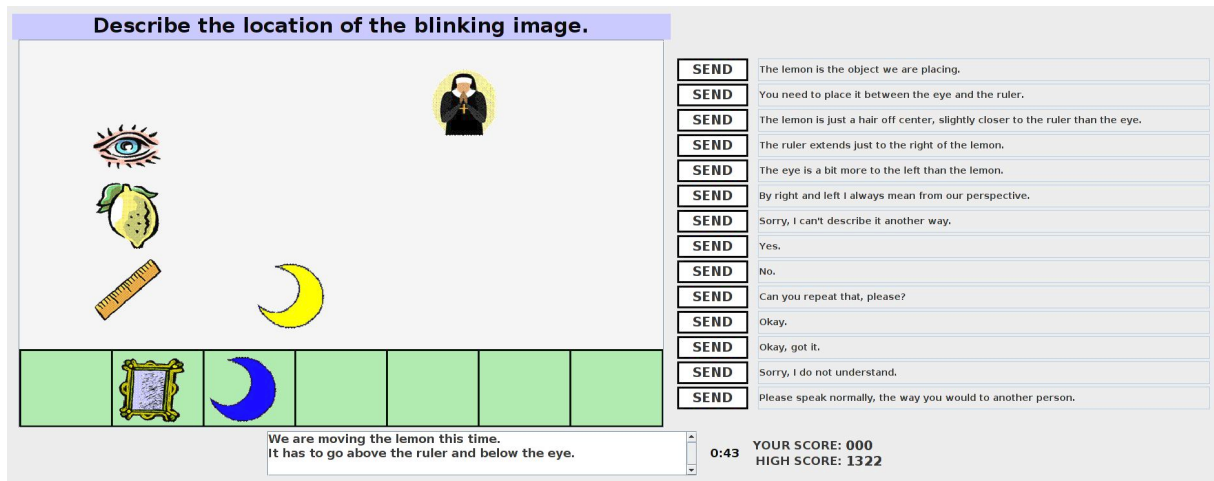 Describe the location of the blinking image.
SEND The lemon is the object we are placing.
SEND You need to place it between the eye and the ruler.
SEND The lemon is just a hair off center, slightly closer to the ruler than the eye.
SEND The ruler extends just to the right of the lemon.
SEND The eye is a bit more to the left than the lemon.
SEND By right and left I always mean from our perspective.
SEND Sorry, I can't describe it another way.
SEND Yes.
SEND No.
SEND Can you repeat that, please?
SEND Okay.
SEND Okay, got it.
SEND Sorry, I do not understand.
SEND Please speak normally, the way you would to another person.
We are moving the lemon this time.
It has to go above the ruler and below the eye.
0:43
YOUR SCORE: 000
HIGH SCORE: 1322